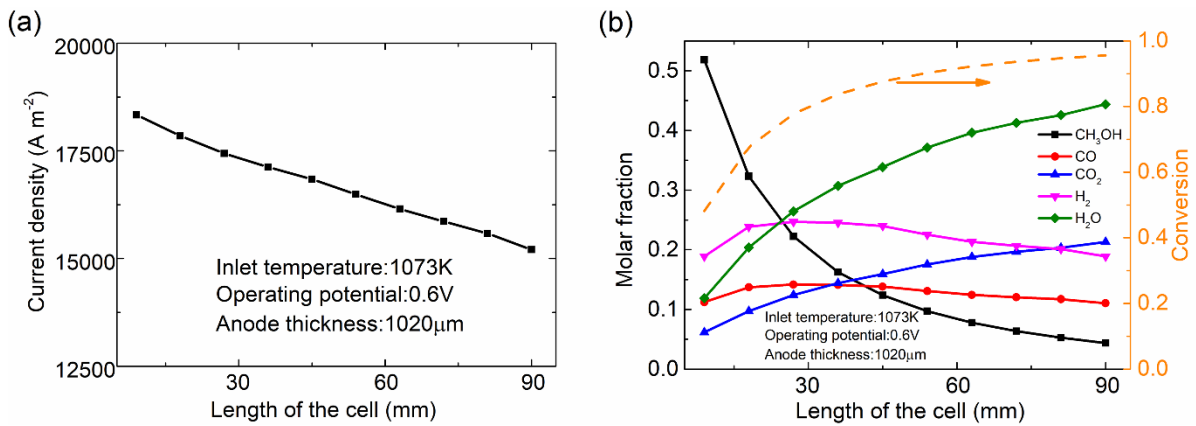 (a)
20000
17500
15000
12500
Current density (A m⁻²)
Inlet temperature:1073K
Operating potential:0.6V
Anode thickness:1020μm
30
60
90
Length of the cell (mm)
(b)
0.5
0.4
0.3
0.2
0.1
0.0
Molar fraction
CH₃OH
CO
CO₂
H₂
H₂O
Inlet temperature:1073K
Operating potential:0.6V
Anode thickness:1020μm
30
60
90
Length of the cell (mm)
1.0
0.8
0.6
0.4
0.2
0.0
Conversion